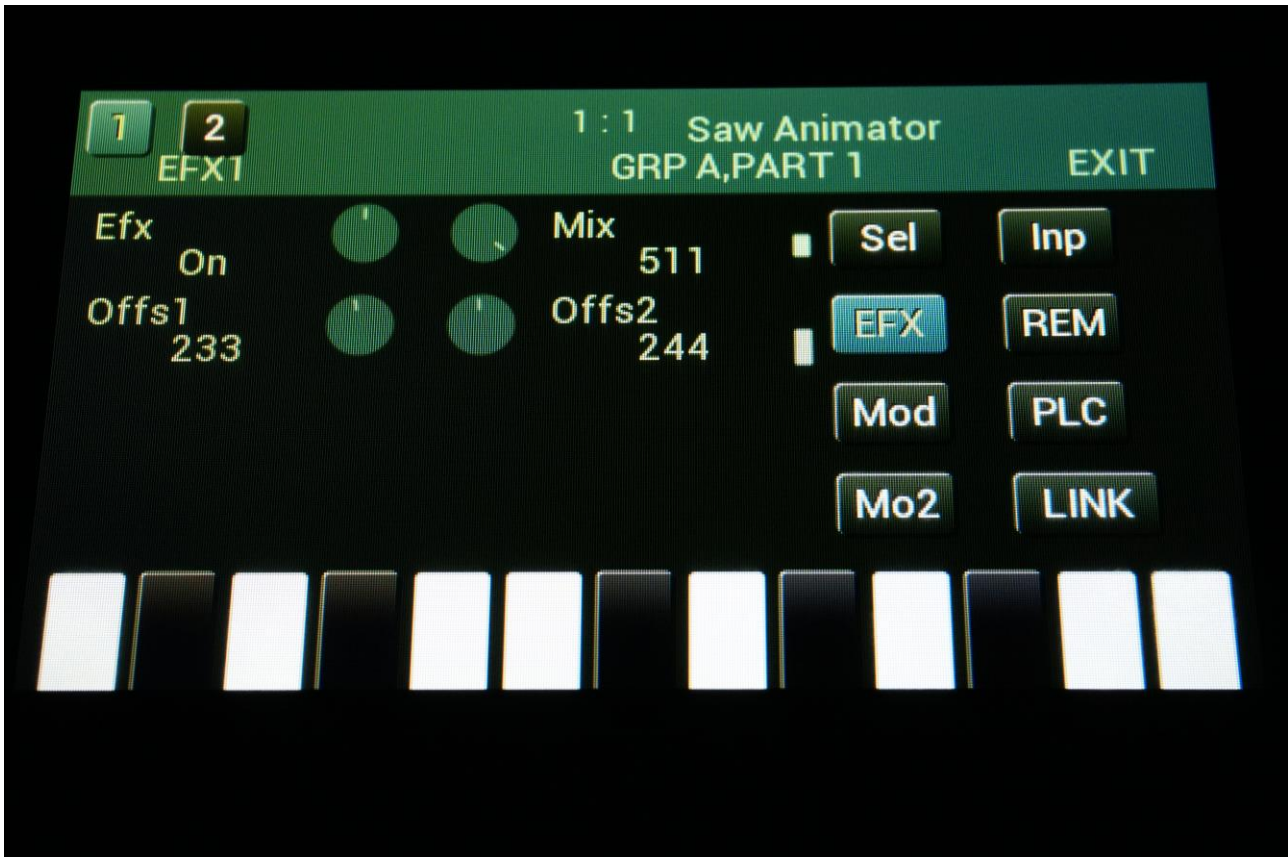 1 2 1 : 1 Saw Animator
EFX1 GRP A,PART 1 EXIT
Efx Mix Sel Inp
On 511
Offs1 Offs2 EFX REM
233 244
Mod PLC
Mo2 LINK